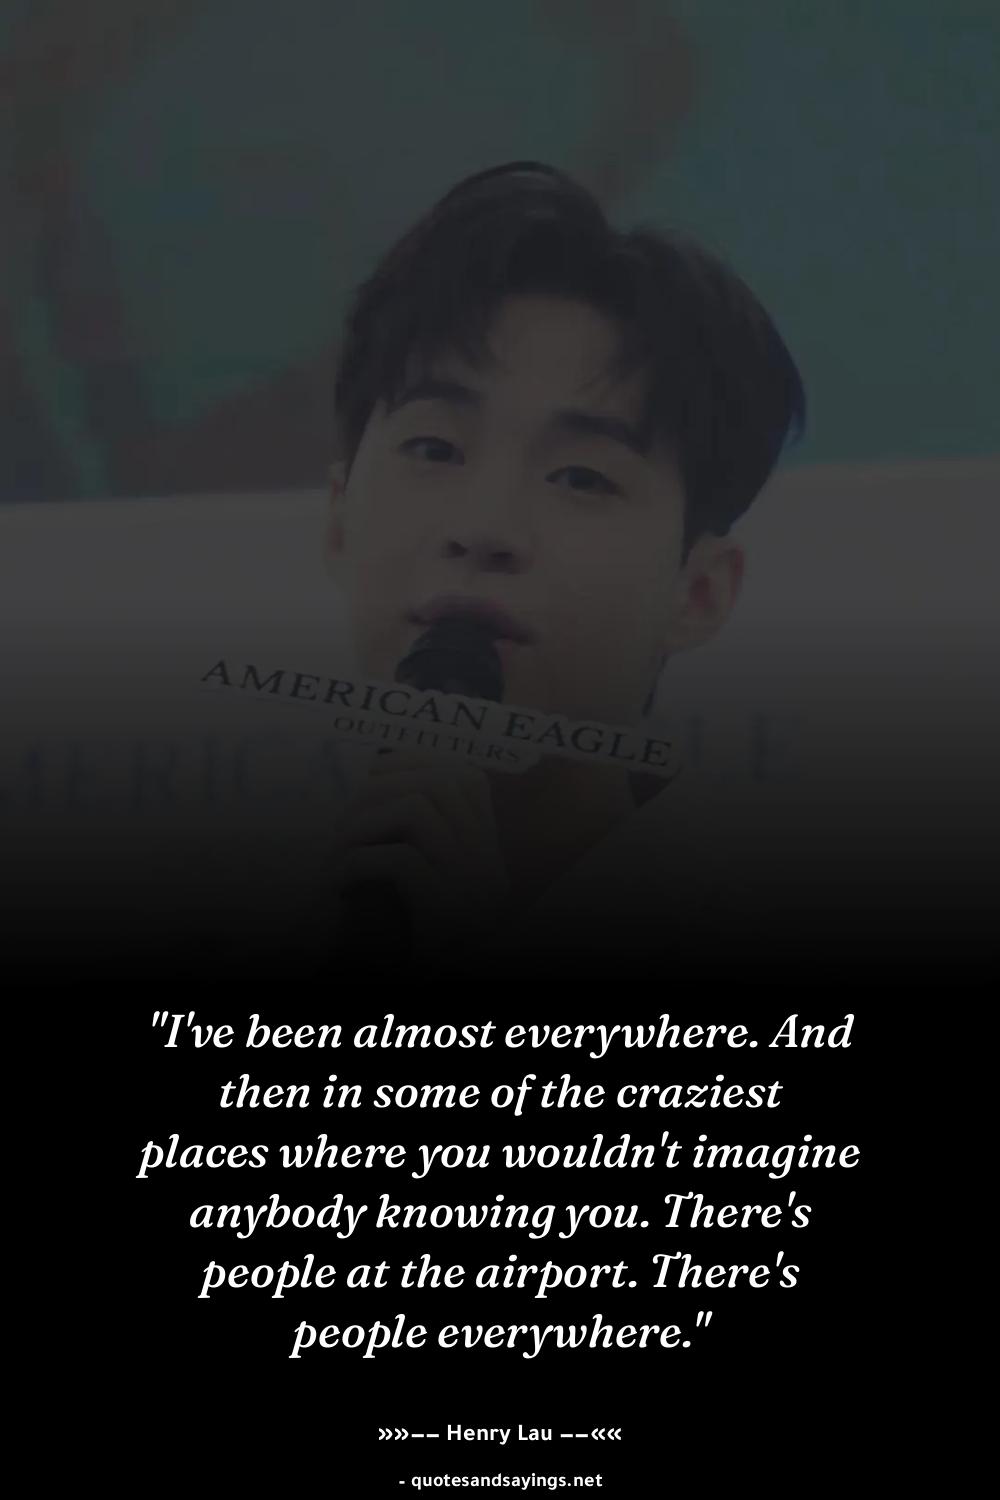 AMERICAN EAGLE
OUTFITTERS
"I've been almost everywhere. And
then in some of the craziest
places where you wouldn't imagine
anybody knowing you. There's
people at the airport. There's
people everywhere."
»»−− Henry Lau −−««
- quotesandsayings.net